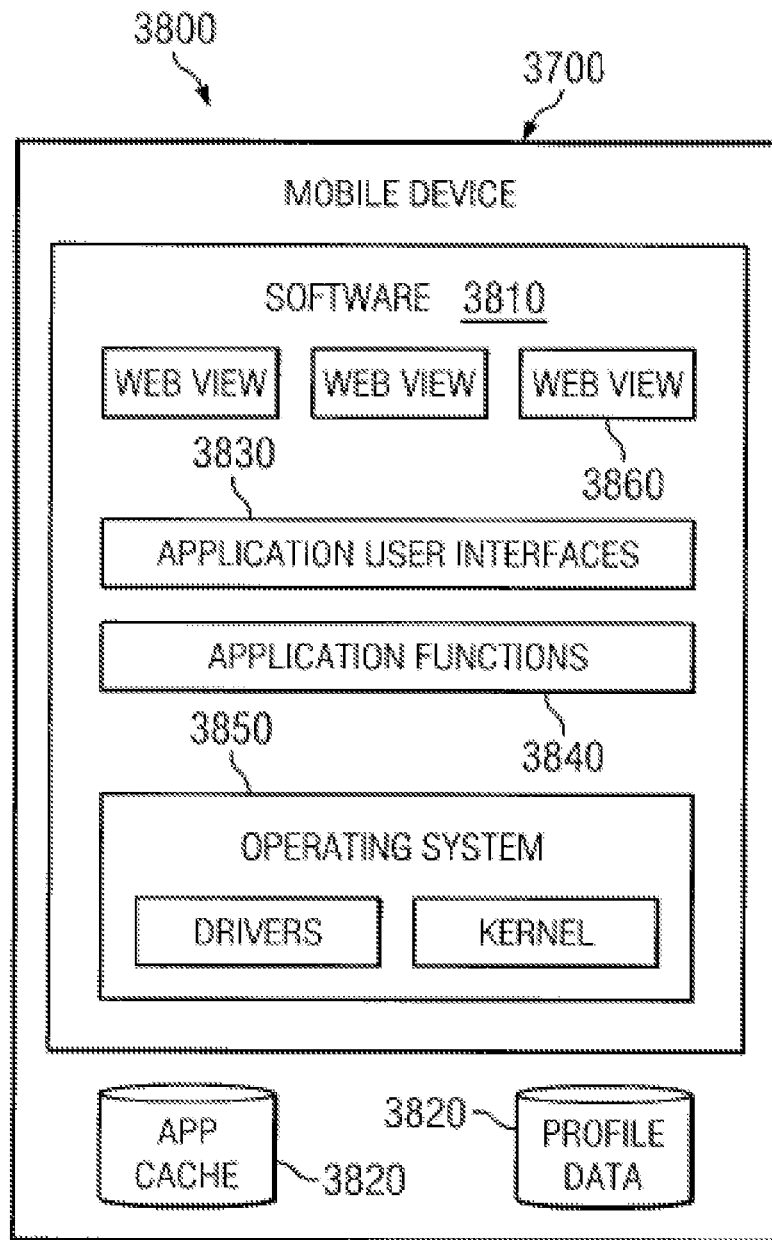 3800
3700
MOBILE DEVICE
SOFTWARE 3810
WEB VIEW WEB VIEW WEB VIEW
3830
3860
APPLICATION USER INTERFACES
APPLICATION FUNCTIONS
3850
3840
OPERATING SYSTEM
DRIVERS KERNEL
APP
CACHE
3820
3820
PROFILE
DATA